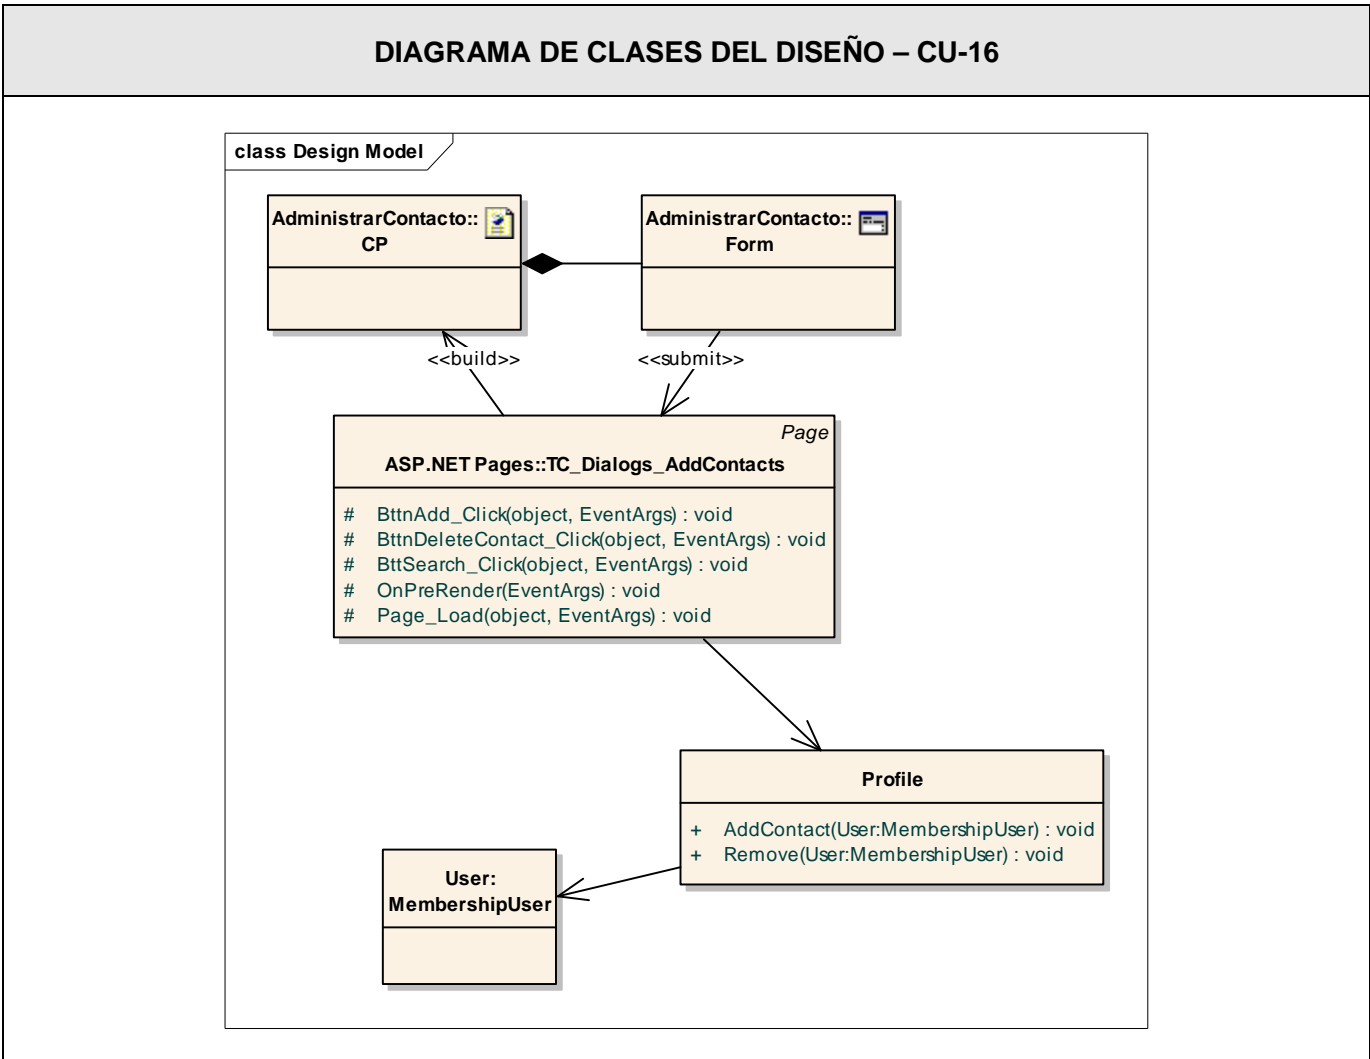 DIAGRAMA DE CLASES DEL DISEÑO – CU-16
class Design Model
AdministrarContacto::
CP
AdministrarContacto::
Form
<<build>>
<<submit>>
Page
ASP.NET Pages::TC_Dialogs_AddContacts
# BttnAdd_Click(object, EventArgs) : void
# BttnDeleteContact_Click(object, EventArgs) : void
# BttSearch_Click(object, EventArgs) : void
# OnPreRender(EventArgs) : void
# Page_Load(object, EventArgs) : void
Profile
+ AddContact(User:MembershipUser) : void
+ Remove(User:MembershipUser) : void
User:
MembershipUser